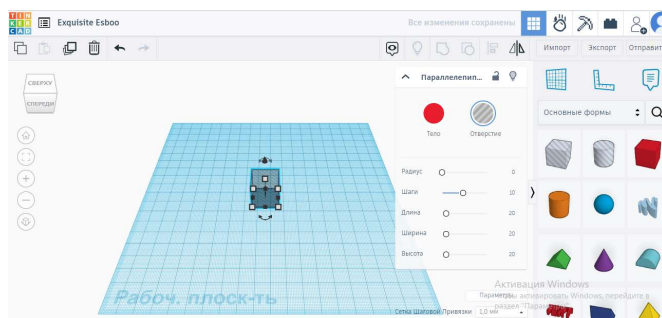 TIN
KER
CAD
Exquisite Esboo
Все изменения сохранены
Импорт
Экспорт
Отправит
СВЕРХУ
СПЕРЕДИ
Параллелепип...
Тело
Отверстие
Радиус 0
Шаги 10
Длина 20
Ширина 20
Высота 20
Основные формы
Рабоч. плоск-ть
Активация Windows
Чтобы активировать Windows, перейдите в
раздел "Парам
Параметры
Сетка Шаговой Привязки 1,0 мм